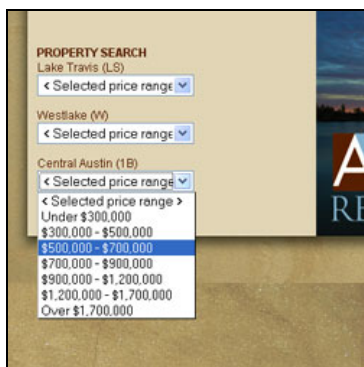 PROPERTY SEARCH
Lake Travis (LS)
< Selected price range
Westlake (W)
< Selected price range
Central Austin (1B)
< Selected price range
< Selected price range >
Under $300,000
$300,000 - $500,000
$500,000 - $700,000
$700,000 - $900,000
$900,000 - $1,200,000
$1,200,000 - $1,700,000
Over $1,700,000
A
RE